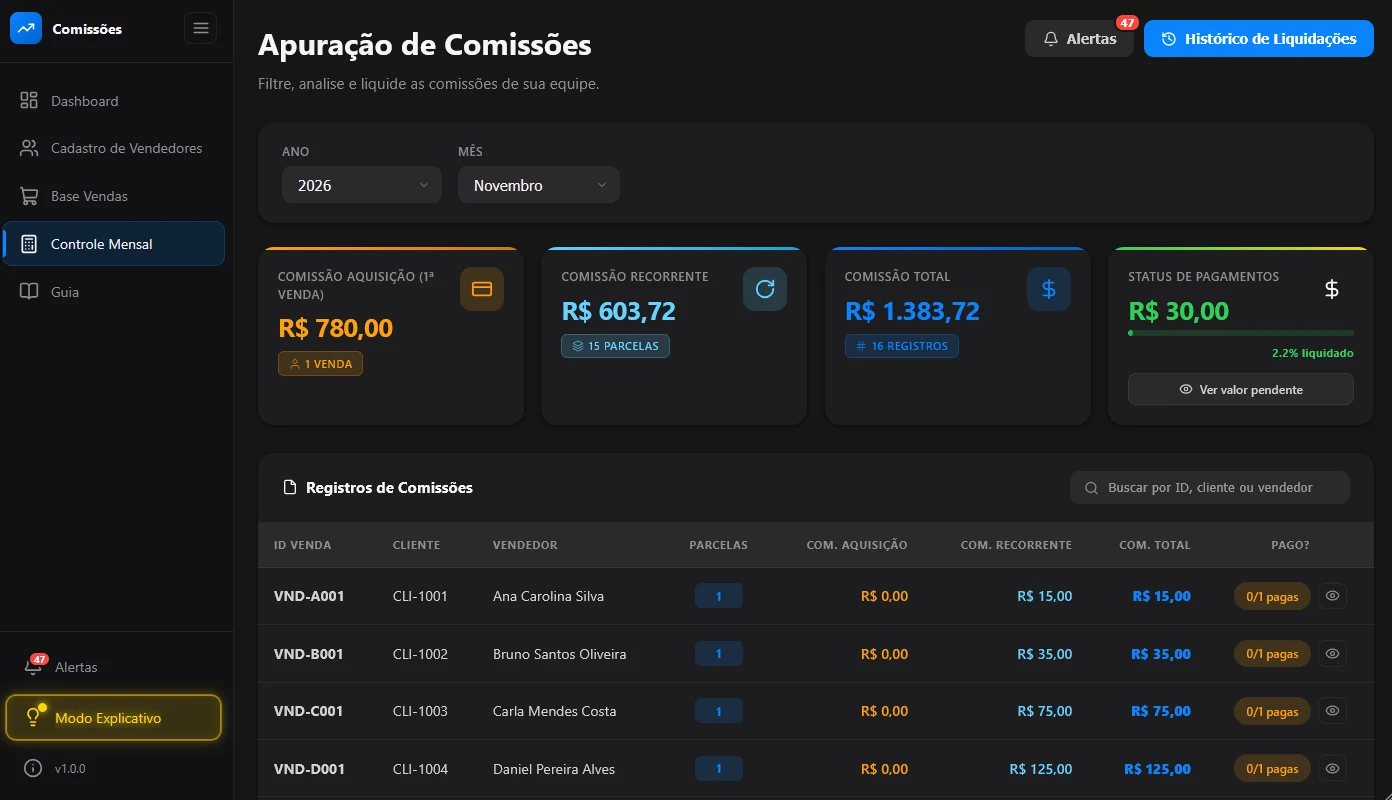 Comissões
Dashboard
Cadastro de Vendedores
Base Vendas
Controle Mensal
Guia
47
Alertas
Modo Explicativo
v1.0.0
Apuração de Comissões
Filtre, analise e liquide as comissões de sua equipe.
Alertas
47
Histórico de Liquidações
ANO
2026
MÊS
Novembro
COMISSÃO AQUISIÇÃO (1ª
VENDA)
R$ 780,00
1 VENDA
COMISSÃO RECORRENTE
R$ 603,72
15 PARCELAS
COMISSÃO TOTAL
R$ 1.383,72
16 REGISTROS
STATUS DE PAGAMENTOS
R$ 30,00
2.2% liquidado
Ver valor pendente
Registros de Comissões
Buscar por ID, cliente ou vendedor
ID VENDA CLIENTE VENDEDOR PARCELAS COM. AQUISIÇÃO COM. RECORRENTE COM. TOTAL PAGO?
VND-A001 CLI-1001 Ana Carolina Silva 1 R$ 0,00 R$ 15,00 R$ 15,00 0/1 pagas
VND-B001 CLI-1002 Bruno Santos Oliveira 1 R$ 0,00 R$ 35,00 R$ 35,00 0/1 pagas
VND-C001 CLI-1003 Carla Mendes Costa 1 R$ 0,00 R$ 75,00 R$ 75,00 0/1 pagas
VND-D001 CLI-1004 Daniel Pereira Alves 1 R$ 0,00 R$ 125,00 R$ 125,00 0/1 pagas